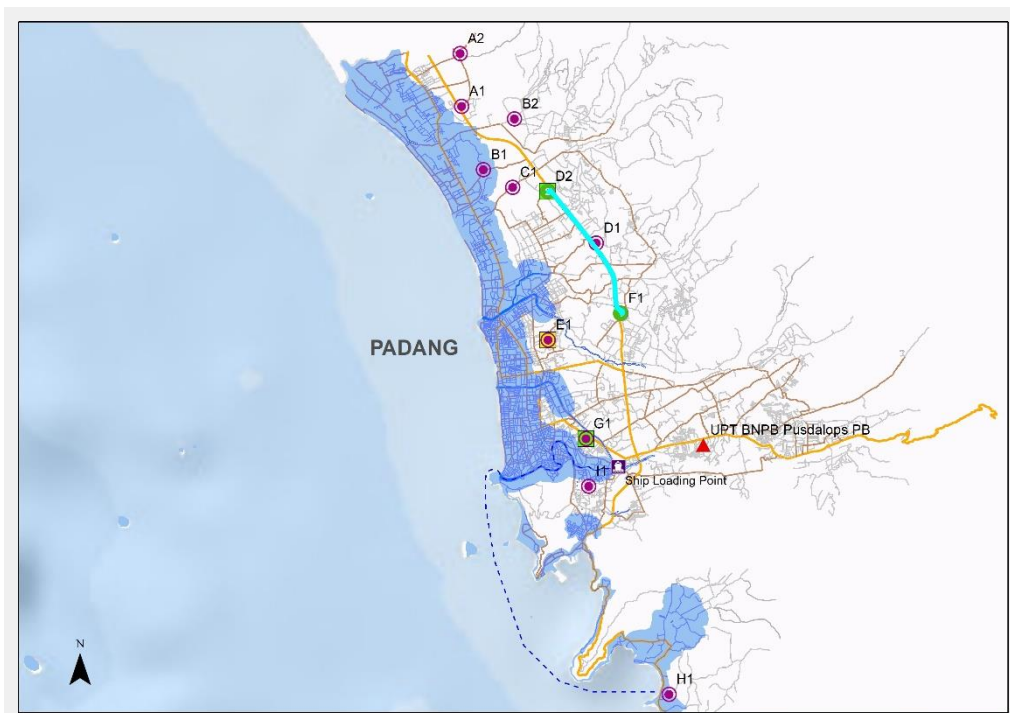 A2
A1
B2
B1
C1
D2
D1
F1
E1
PADANG
G1
UPT BNPB Pusdalops PB
I1
Ship Loading Point
N
H1